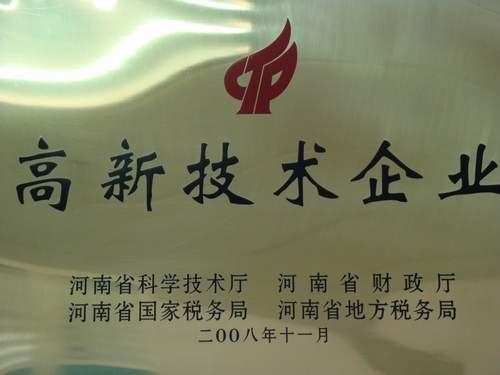 高新技术企业
河南省科学技术厅 河南省财政厅
河南省国家税务局 河南省地方税务局
二OO八年十一月